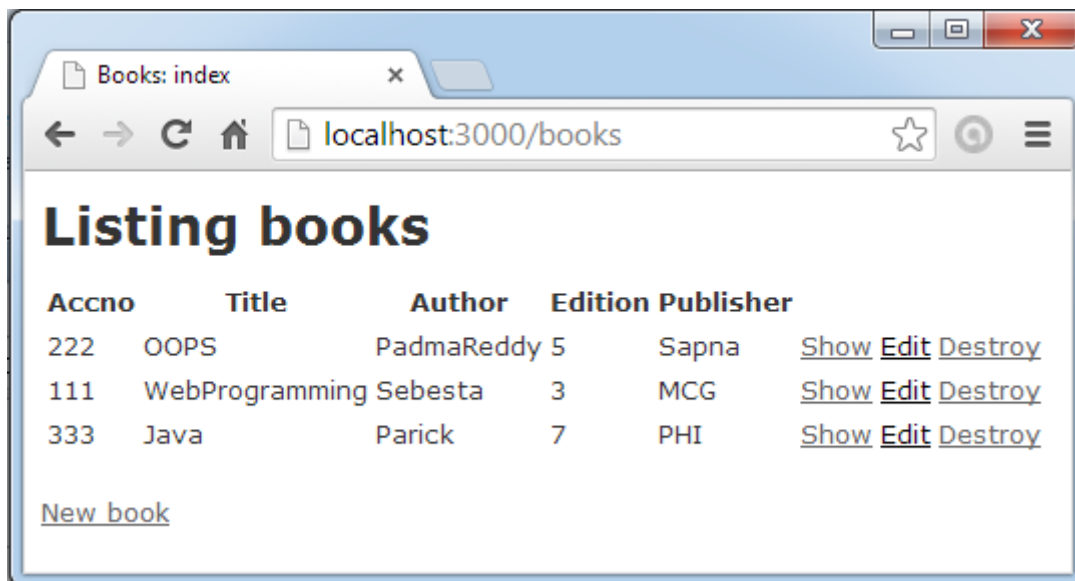 Books: index
localhost:3000/books
Listing books
Accno Title Author Edition Publisher
222 OOPS PadmaReddy 5 Sapna Show Edit Destroy
111 WebProgramming Sebesta 3 MCG Show Edit Destroy
333 Java Parick 7 PHI Show Edit Destroy
New book